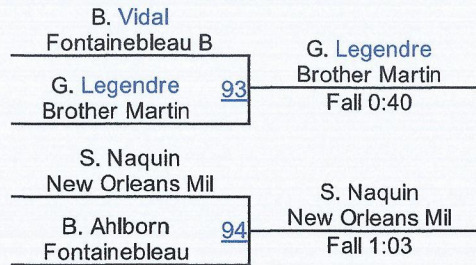 B. Vidal
Fontainebleau B
G. Legendre
Brother Martin
93
G. Legendre
Brother Martin
Fall 0:40
S. Naquin
New Orleans Mil
B. Ahlborn
Fontainebleau
94
S. Naquin
New Orleans Mil
Fall 1:03